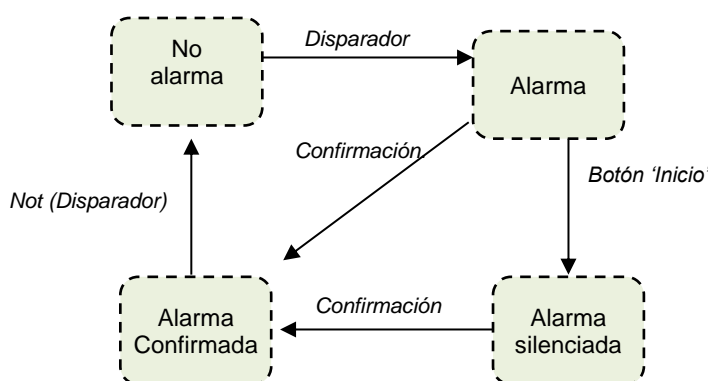 No
alarma
Disparador
Alarma
Confirmación.
Botón ‘Inicio’
Not (Disparador)
Alarma
Confirmada
Confirmación
Alarma
silenciada